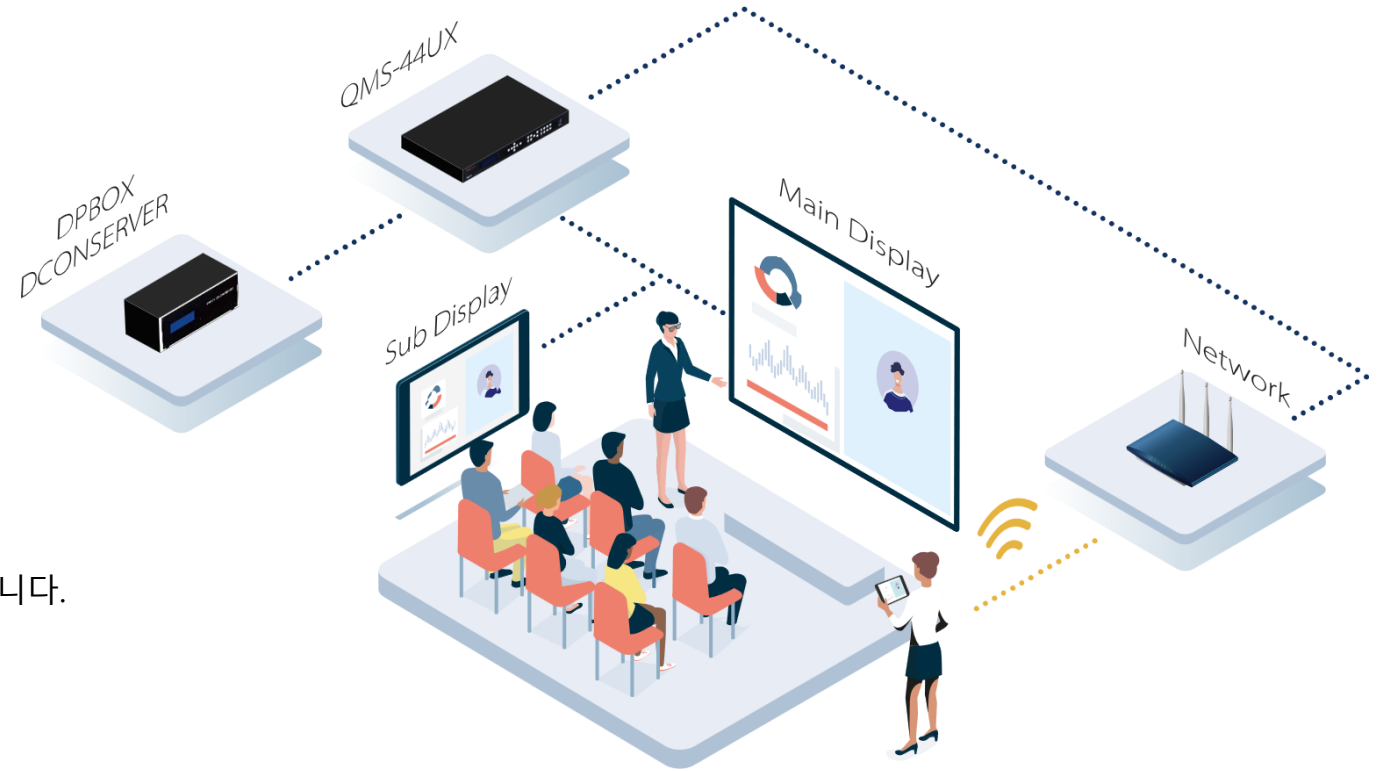 QMS-44UX
DPBOX
DCONSERVER
Main Display
Sub Display
Network
니다.